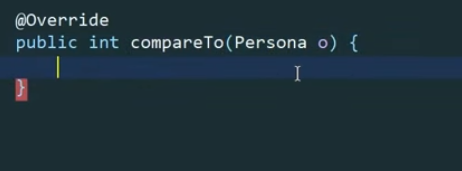 @Override
public int compareTo(Persona o) {
}